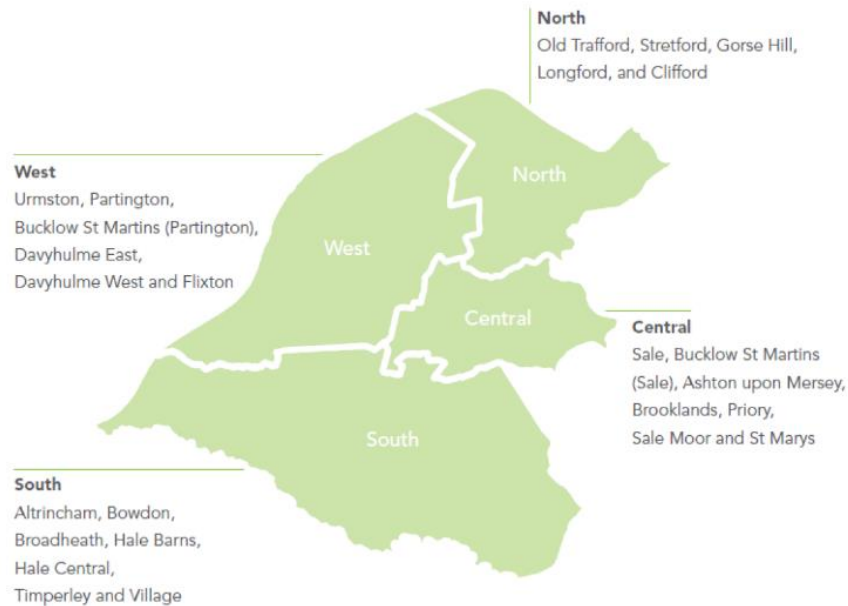 North
Old Trafford, Stretford, Gorse Hill,
Longford, and Clifford
West
Urmston, Partington,
Bucklow St Martins (Partington),
Davyhulme East,
Davyhulme West and Flixton
North
West
Central
South
Central
Sale, Bucklow St Martins
(Sale), Ashton upon Mersey,
Brooklands, Priory,
Sale Moor and St Marys
South
Altrincham, Bowdon,
Broadheath, Hale Barns,
Hale Central,
Timperley and Village